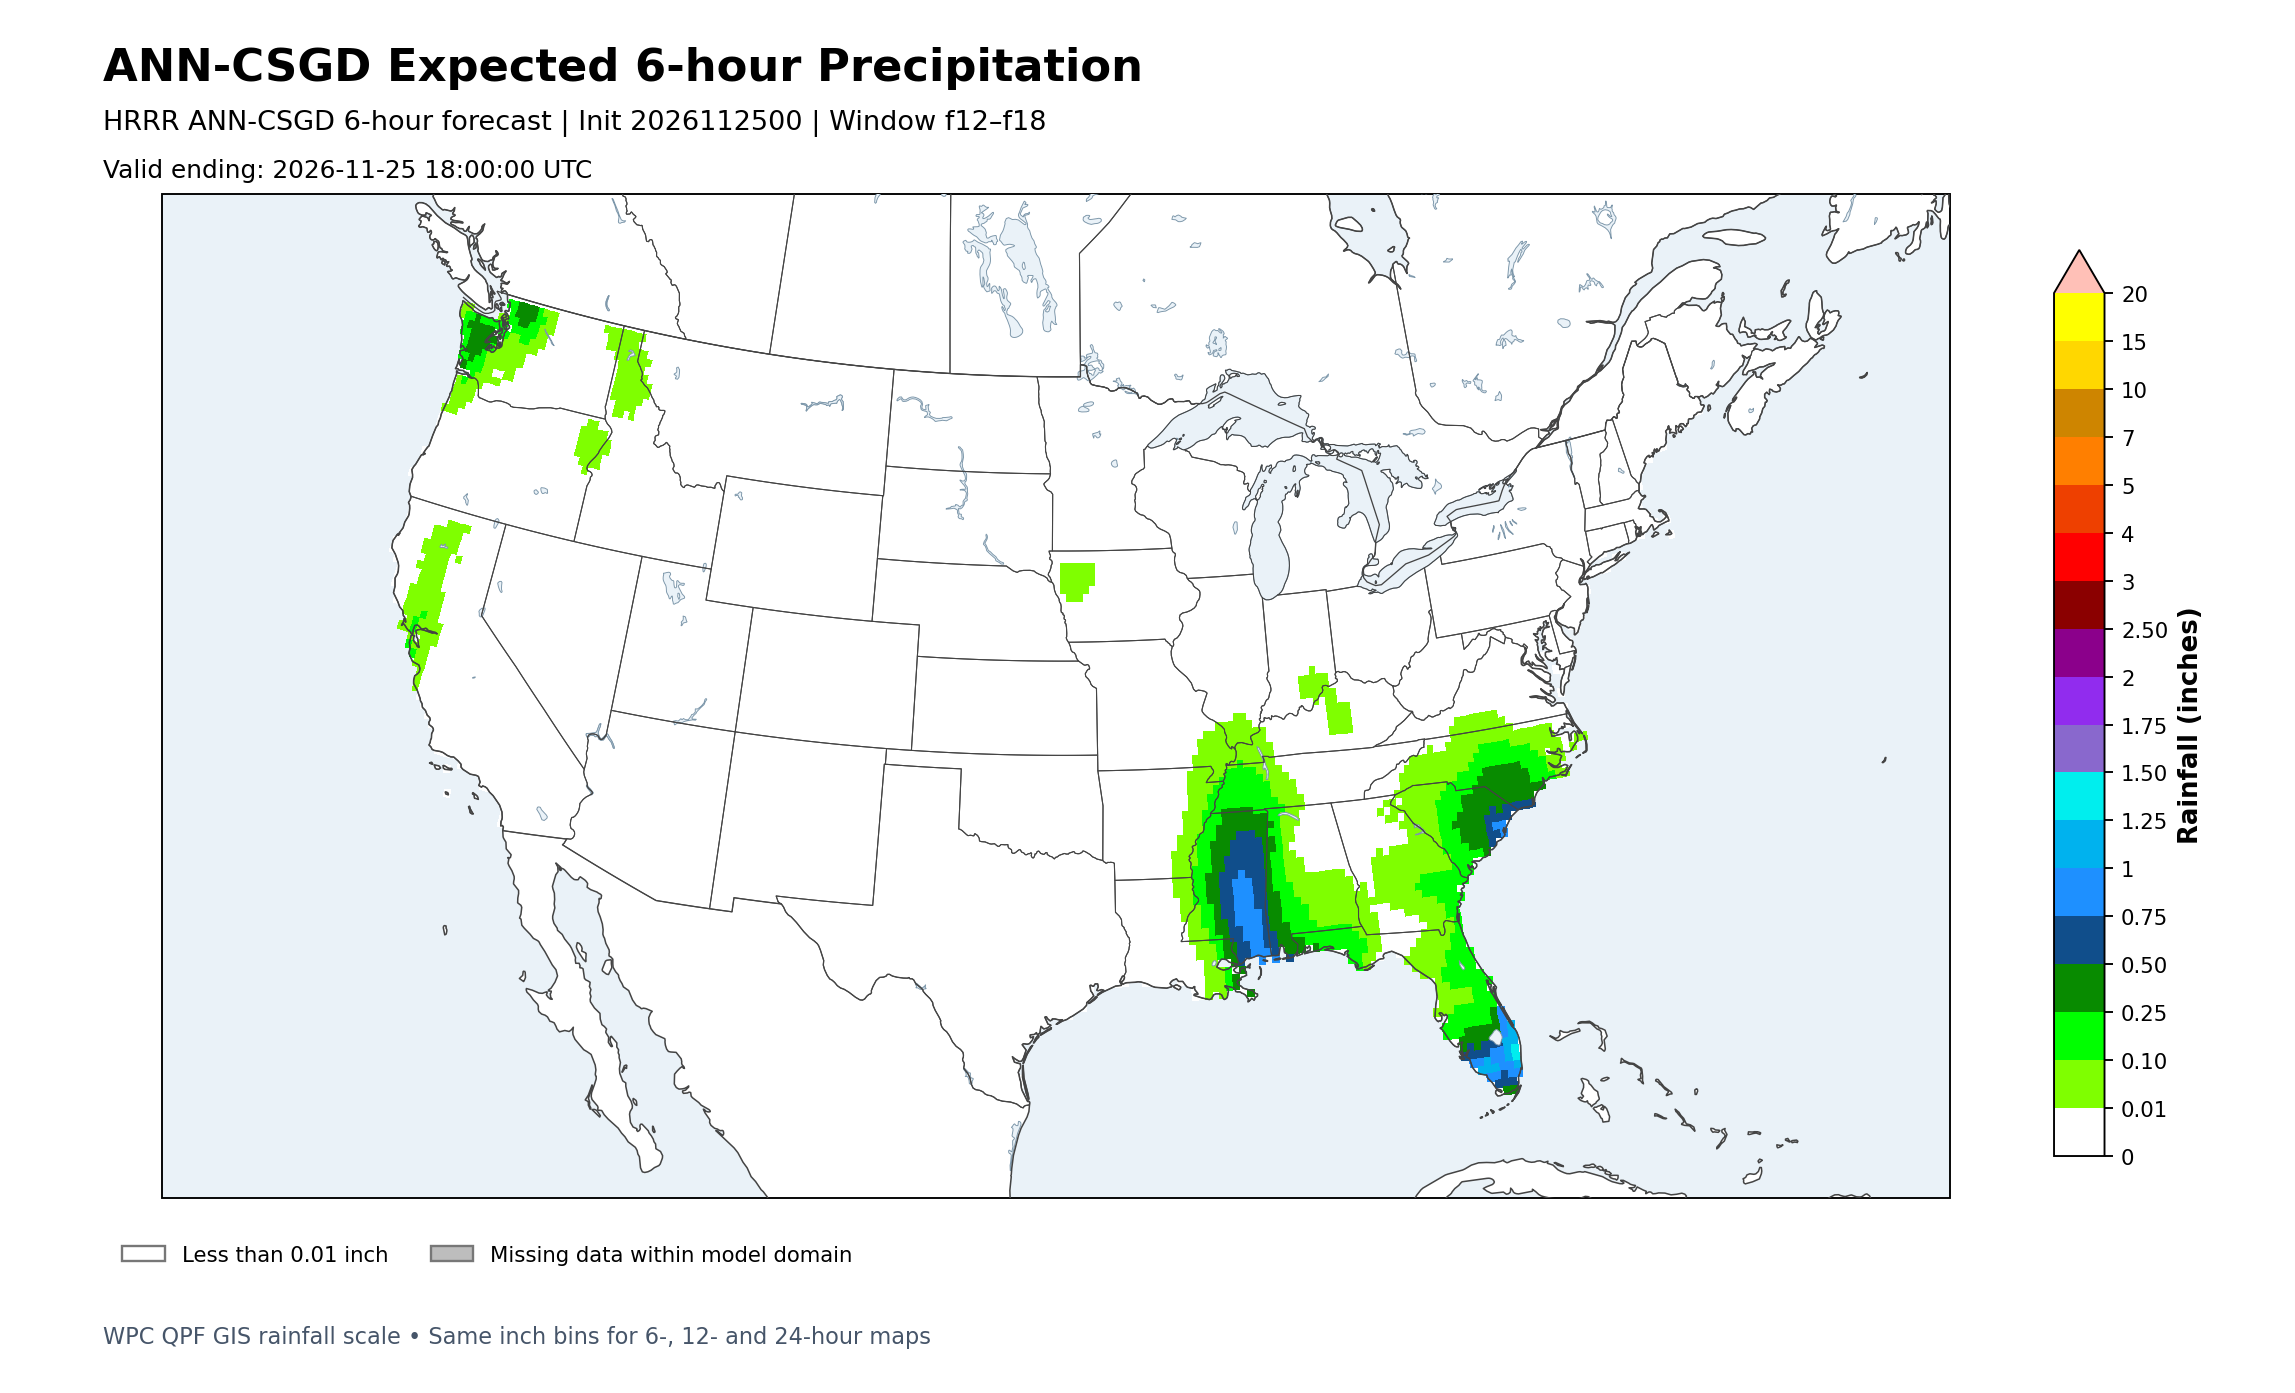 ANN-CSGD Expected 6-hour Precipitation
HRRR ANN-CSGD 6-hour forecast | Init 2026112500 | Window f12–f18
Valid ending: 2026-11-25 18:00:00 UTC
20
15
10
7
5
4
3
2.50
2
1.75
1.50
1.25
1
0.75
0.50
0.25
0.10
0.01
0
Rainfall (inches)
Less than 0.01 inch
Missing data within model domain
WPC QPF GIS rainfall scale • Same inch bins for 6-, 12- and 24-hour maps